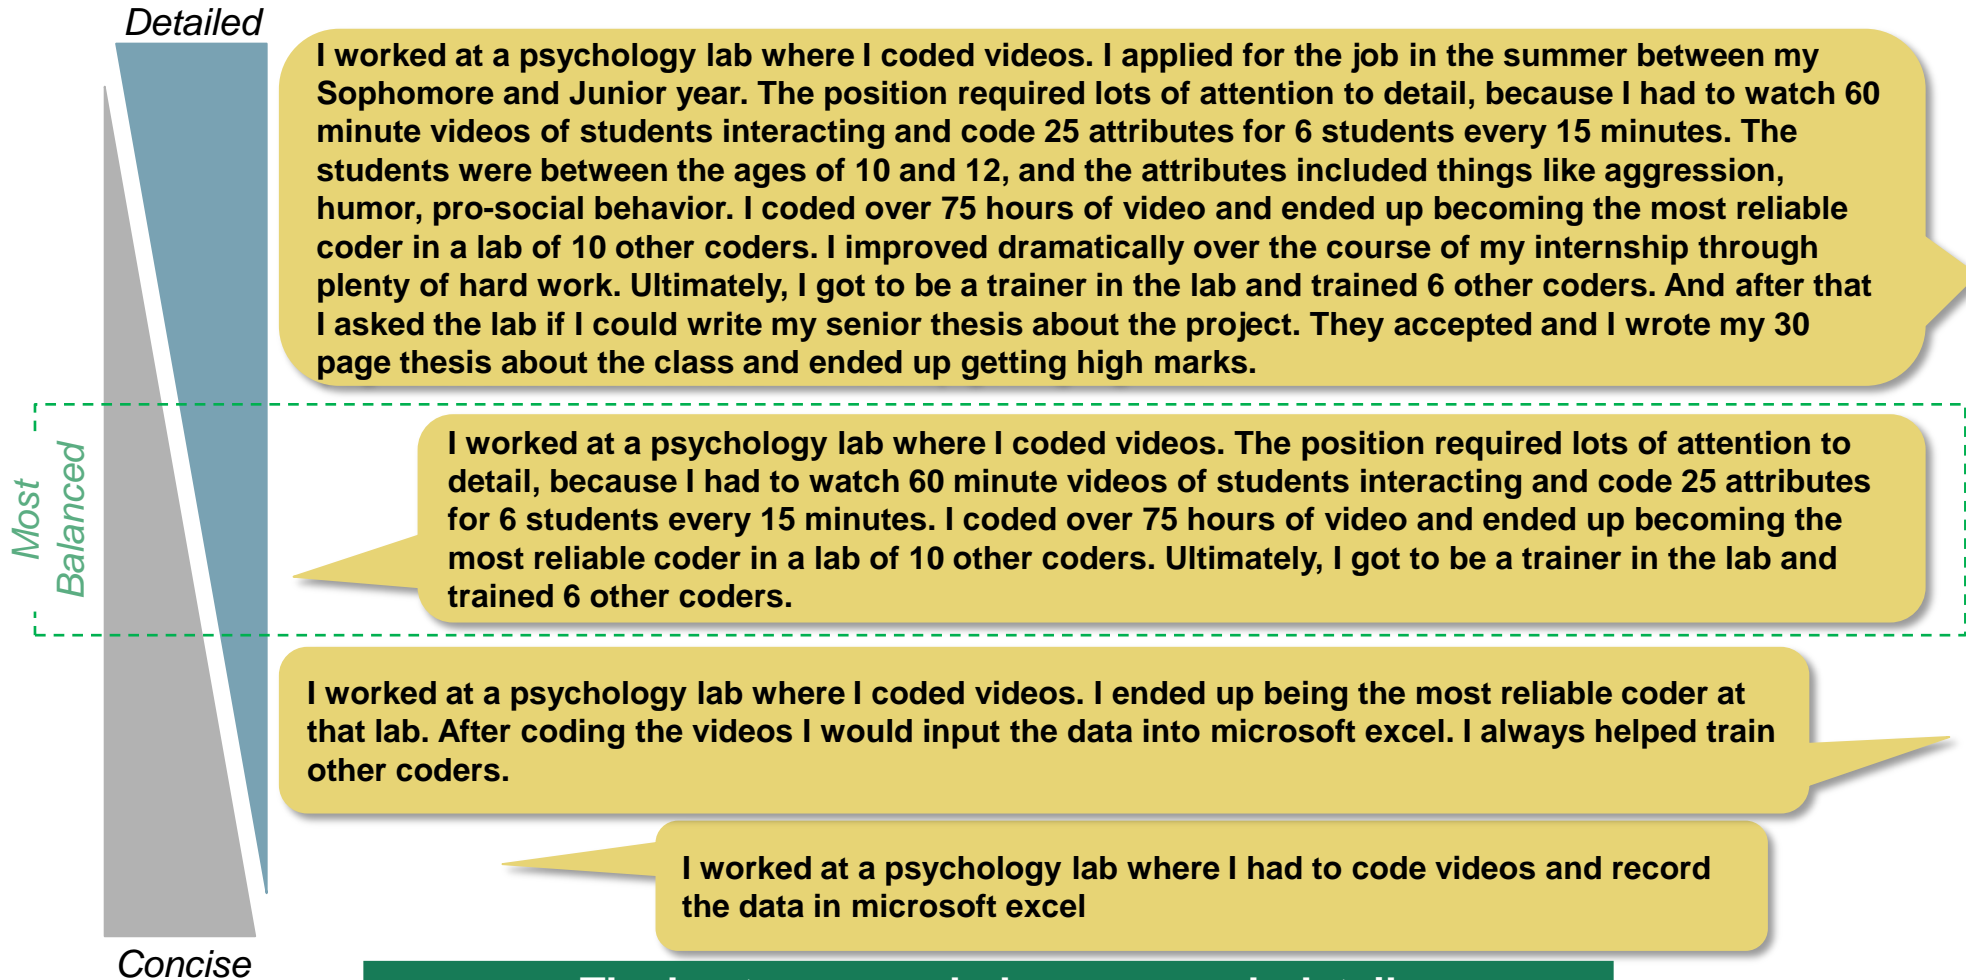 Detailed
I worked at a psychology lab where I coded videos. I applied for the job in the summer between my
Sophomore and Junior year. The position required lots of attention to detail, because I had to watch 60
minute videos of students interacting and code 25 attributes for 6 students every 15 minutes. The
students were between the ages of 10 and 12, and the attributes included things like aggression,
humor, pro-social behavior. I coded over 75 hours of video and ended up becoming the most reliable
coder in a lab of 10 other coders. I improved dramatically over the course of my internship through
plenty of hard work. Ultimately, I got to be a trainer in the lab and trained 6 other coders. And after that
I asked the lab if I could write my senior thesis about the project. They accepted and I wrote my 30
page thesis about the class and ended up getting high marks.
Most
Balanced
I worked at a psychology lab where I coded videos. The position required lots of attention to
detail, because I had to watch 60 minute videos of students interacting and code 25 attributes
for 6 students every 15 minutes. I coded over 75 hours of video and ended up becoming the
most reliable coder in a lab of 10 other coders. Ultimately, I got to be a trainer in the lab and
trained 6 other coders.
I worked at a psychology lab where I coded videos. I ended up being the most reliable coder at
that lab. After coding the videos I would input the data into microsoft excel. I always helped train
other coders.
I worked at a psychology lab where I had to code videos and record
the data in microsoft excel
Concise